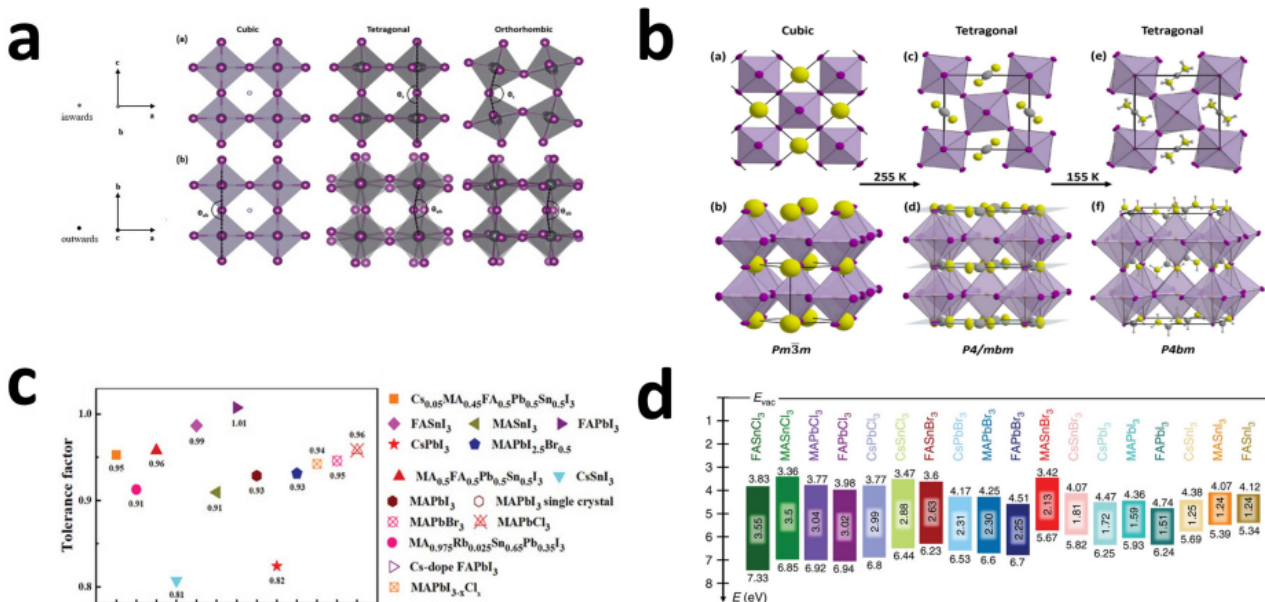 a
(a)
Cubic
Tetragonal
Orthorhombic
c
a
b
inwards
(b)
b
a
c
outwards
b
Cubic
Tetragonal
Tetragonal
(a)
(c)
(e)
255 K
155 K
(b)
(d)
(f)
Pm3̅m
P4/mbm
P4bm
c
Tolerance factor
1.0
0.9
0.8
0.95
0.91
0.96
0.81
0.99
0.91
1.01
0.93
0.82
0.93
0.94
0.95
0.96
Cs0.05MA0.45FA0.5Pb0.5Sn0.5I3
FASnI3 MASnI3 FAPbI3
CsPbI3 MAPbI2.5Br0.5
MA0.5FA0.5Pb0.5Sn0.5I3 CsSnI3
MAPbI3 MAPbI3 single crystal
MAPbBr3 MAPbCl3
MA0.975Rb0.025Sn0.65Pb0.35I3
Cs-dope FAPbI3
MAPbI3-xClx
d
Evac
1
2
3
4
5
6
7
8
E (eV)
FASnCl3 MASnCl3 MAPbCl3 FAPbCl3 CsPbCl3 CsSnCl3 FASnBr3 CsPbBr3 MAPbBr3 FAPbBr3 MASnBr3 CsSnBr3 CsPbI3 MAPbI3 FAPbI3 CsSnI3 MASnI3 FASnI3
3.83 3.36 3.77 3.98 3.77 3.47 3.6 4.17 4.25 4.51 3.42 4.07 4.47 4.36 4.74 4.38 4.07 4.12
3.55 3.5 3.04 3.02 2.99 2.88 2.63 2.31 2.30 2.25 2.13 1.81 1.72 1.59 1.51 1.25 1.24 1.24
7.33 6.85 6.92 6.94 6.8 6.44 6.23 6.53 6.6 6.7 5.67 5.82 6.25 5.93 6.24 5.69 5.39 5.34